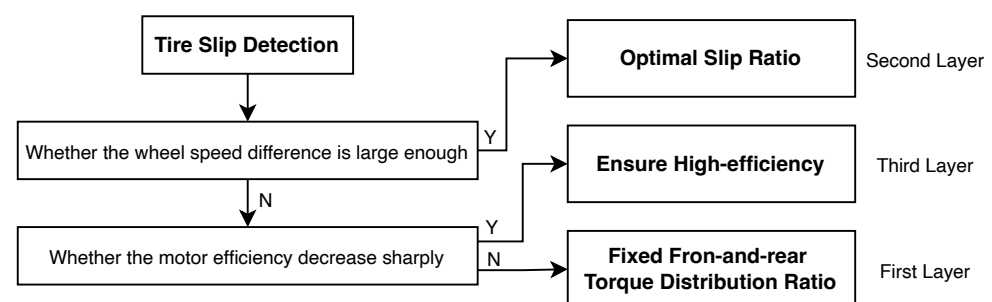 Tire Slip Detection
Optimal Slip Ratio
Second Layer
Whether the wheel speed difference is large enough
Y
Ensure High-efficiency
Third Layer
N
Y
Whether the motor efficiency decrease sharply
N
Fixed Fron-and-rear
Torque Distribution Ratio
First Layer